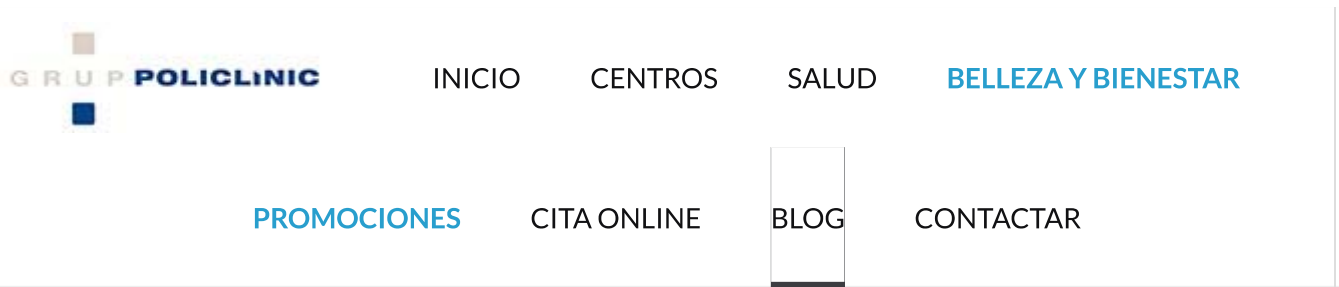 GRUP POLICLINIC INICIO CENTROS SALUD BELLEZA Y BIENESTAR
PROMOCIONES CITA ONLINE BLOG CONTACTAR